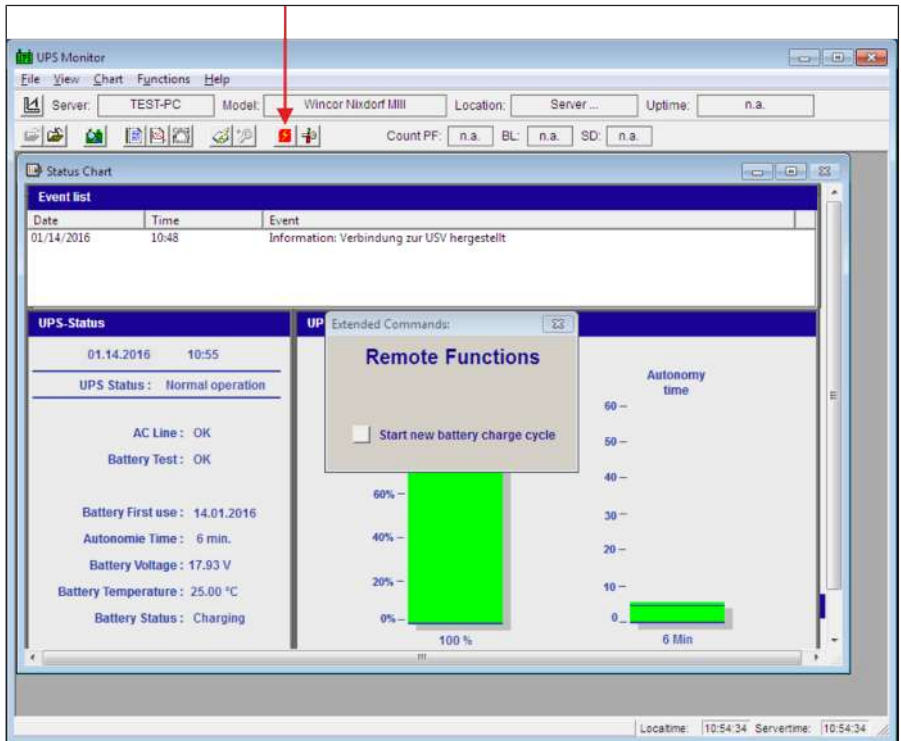 UPS Monitor
File View Chart Functions Help
Server: TEST-PC Model: Wincor Nixdorf MIII Location: Server ... Uptime: n.a.
Count PF: n.a. BL: n.a. SD: n.a.
Status Chart
Event list
Date Time Event
01/14/2016 10:48 Information: Verbindung zur USV hergestellt
UPS-Status
01.14.2016 10:55
UPS Status : Normal operation
AC Line : OK
Battery Test : OK
Battery First use : 14.01.2016
Autonomie Time : 6 min.
Battery Voltage : 17.93 V
Battery Temperature : 25.00 °C
Battery Status : Charging
UP
Extended Commands:
Remote Functions
Start new battery charge cycle
60%
40%
20%
0%
100 %
Autonomy
time
60
50
40
30
20
10
0
6 Min
Localtime: 10:54:34 Servertime: 10:54:34